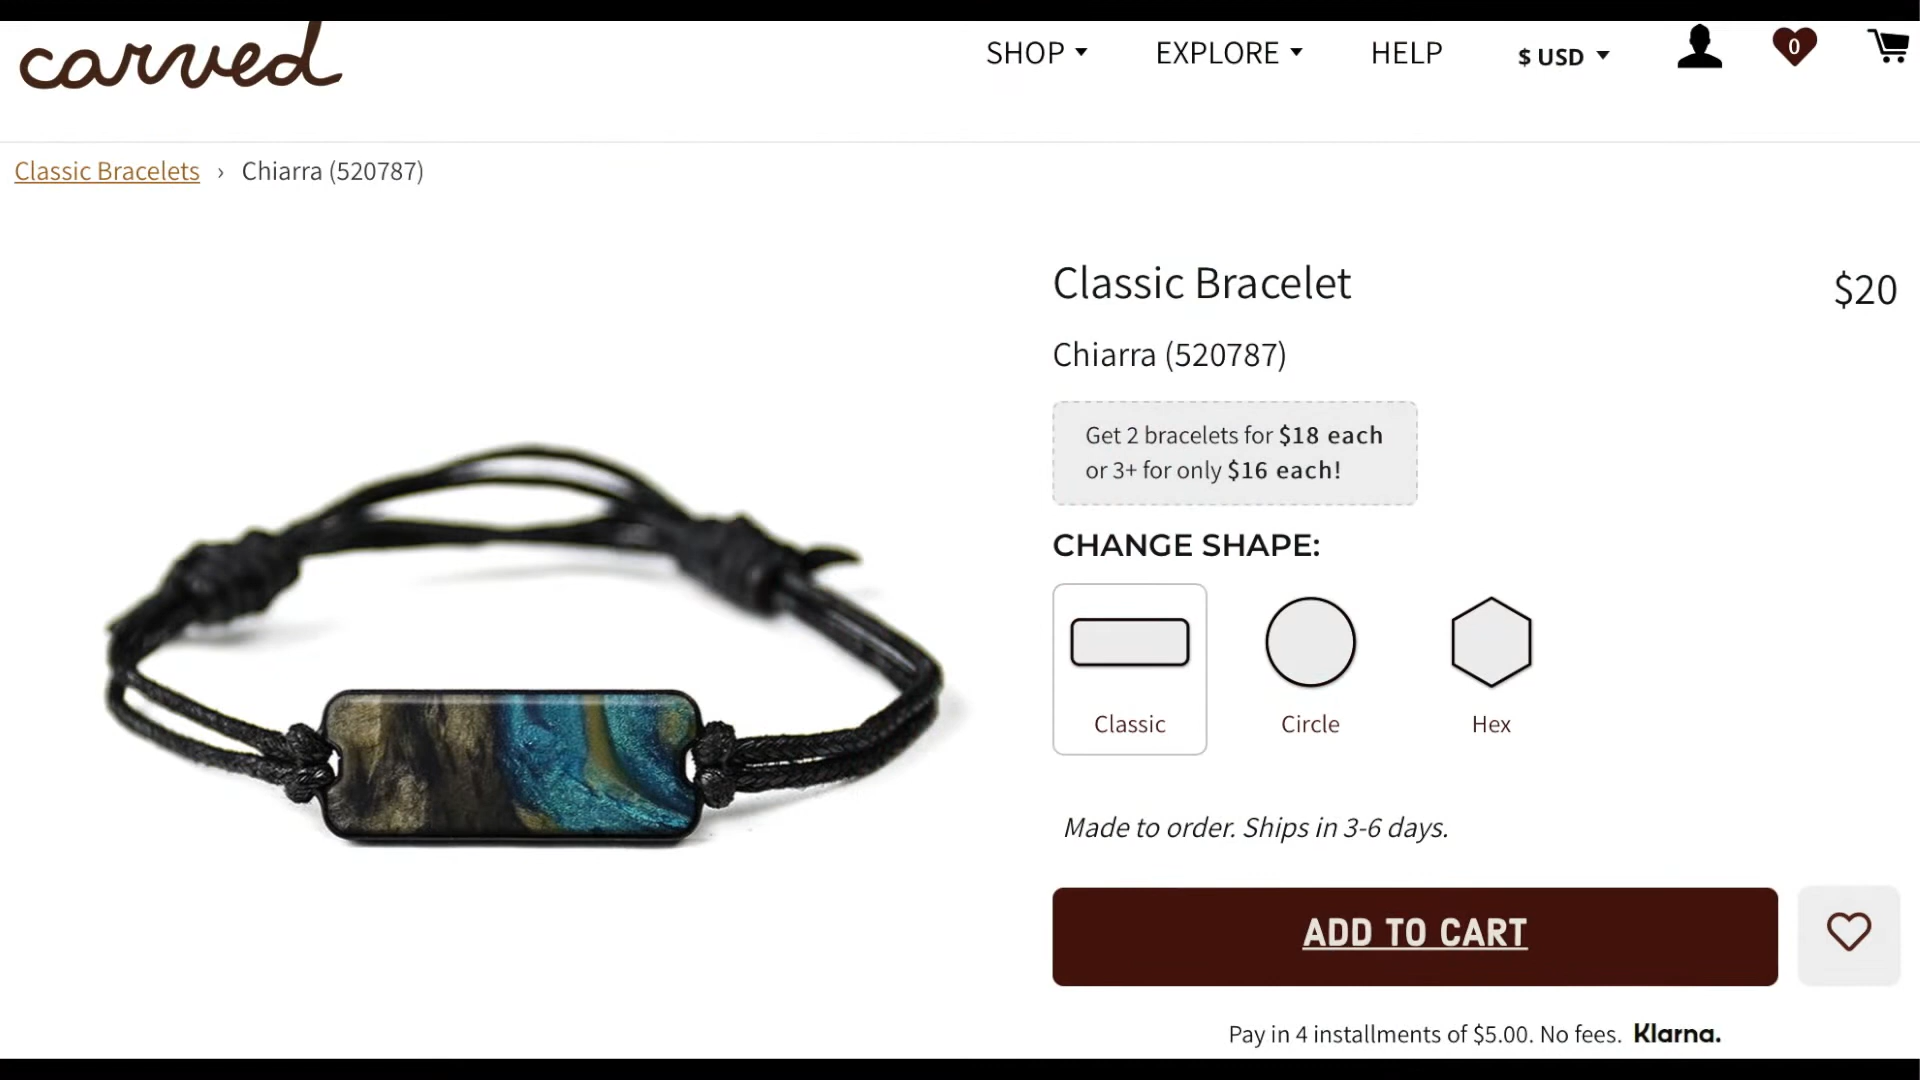 carved
SHOP
EXPLORE
HELP
$ USD
0
Classic Bracelets › Chiarra (520787)
Classic Bracelet
$20
Chiarra (520787)
Get 2 bracelets for $18 each
or 3+ for only $16 each!
CHANGE SHAPE:
Classic
Circle
Hex
Made to order. Ships in 3-6 days.
ADD TO CART
Pay in 4 installments of $5.00. No fees. Klarna.